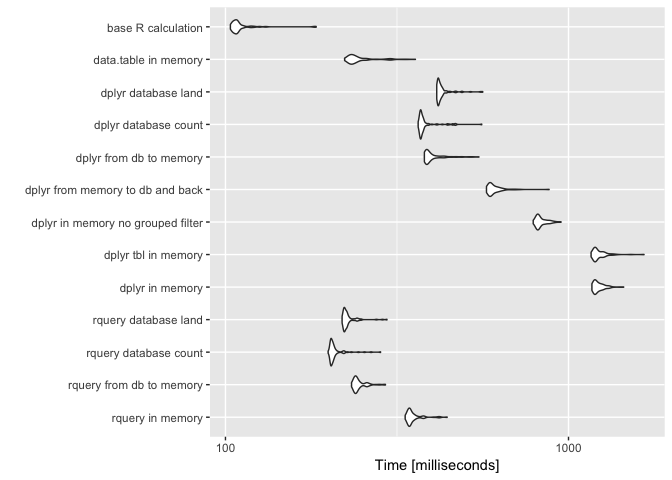 base R calculation
data.table in memory
dplyr database land
dplyr database count
dplyr from db to memory
dplyr from memory to db and back
dplyr in memory no grouped filter
dplyr tbl in memory
dplyr in memory
rquery database land
rquery database count
rquery from db to memory
rquery in memory
100 1000
Time [milliseconds]